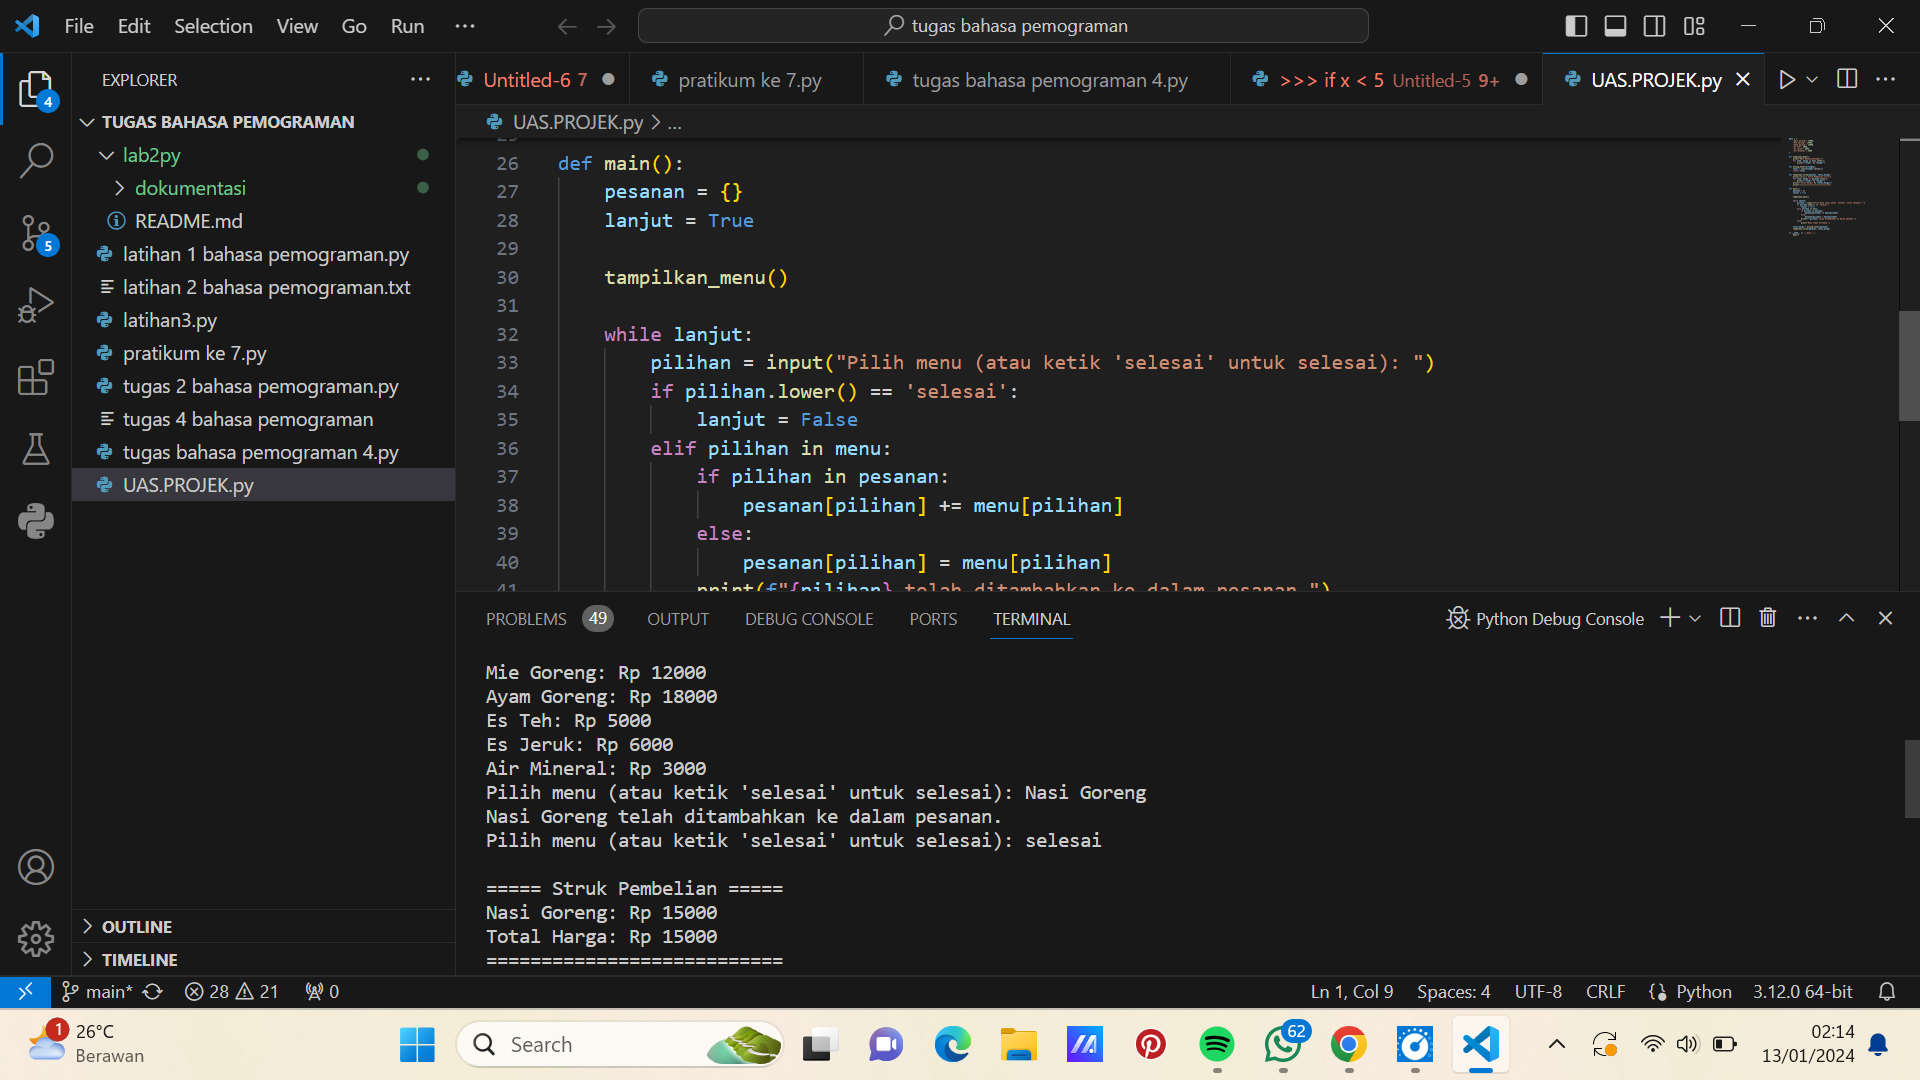 File Edit Selection View Go Run ···
tugas bahasa pemograman
EXPLORER ···
Untitled-6 7 ●
pratikum ke 7.py
tugas bahasa pemograman 4.py
>>> if x < 5 Untitled-5 9+ ●
UAS.PROJEK.py
UAS.PROJEK.py > ...
4
5
TUGAS BAHASA PEMOGRAMAN
lab2py
dokumentasi
README.md
latihan 1 bahasa pemograman.py
latihan 2 bahasa pemograman.txt
latihan3.py
pratikum ke 7.py
tugas 2 bahasa pemograman.py
tugas 4 bahasa pemograman
tugas bahasa pemograman 4.py
UAS.PROJEK.py
OUTLINE
TIMELINE
26 def main():
27 pesanan = {}
28 lanjut = True
29
30 tampilkan_menu()
31
32 while lanjut:
33 pilihan = input("Pilih menu (atau ketik 'selesai' untuk selesai): ")
34 if pilihan.lower() == 'selesai':
35 lanjut = False
36 elif pilihan in menu:
37 if pilihan in pesanan:
38 pesanan[pilihan] += menu[pilihan]
39 else:
40 pesanan[pilihan] = menu[pilihan]
41 print(f"{pilihan} telah ditambahkan ke dalam pesanan.")
PROBLEMS 49 OUTPUT DEBUG CONSOLE PORTS TERMINAL
Python Debug Console
Mie Goreng: Rp 12000
Ayam Goreng: Rp 18000
Es Teh: Rp 5000
Es Jeruk: Rp 6000
Air Mineral: Rp 3000
Pilih menu (atau ketik 'selesai' untuk selesai): Nasi Goreng
Nasi Goreng telah ditambahkan ke dalam pesanan.
Pilih menu (atau ketik 'selesai' untuk selesai): selesai
===== Struk Pembelian =====
Nasi Goreng: Rp 15000
Total Harga: Rp 15000
===========================
main* 28 21 0
Ln 1, Col 9 Spaces: 4 UTF-8 CRLF Python 3.12.0 64-bit
1
26°C
Berawan
Search
62
02:14
13/01/2024